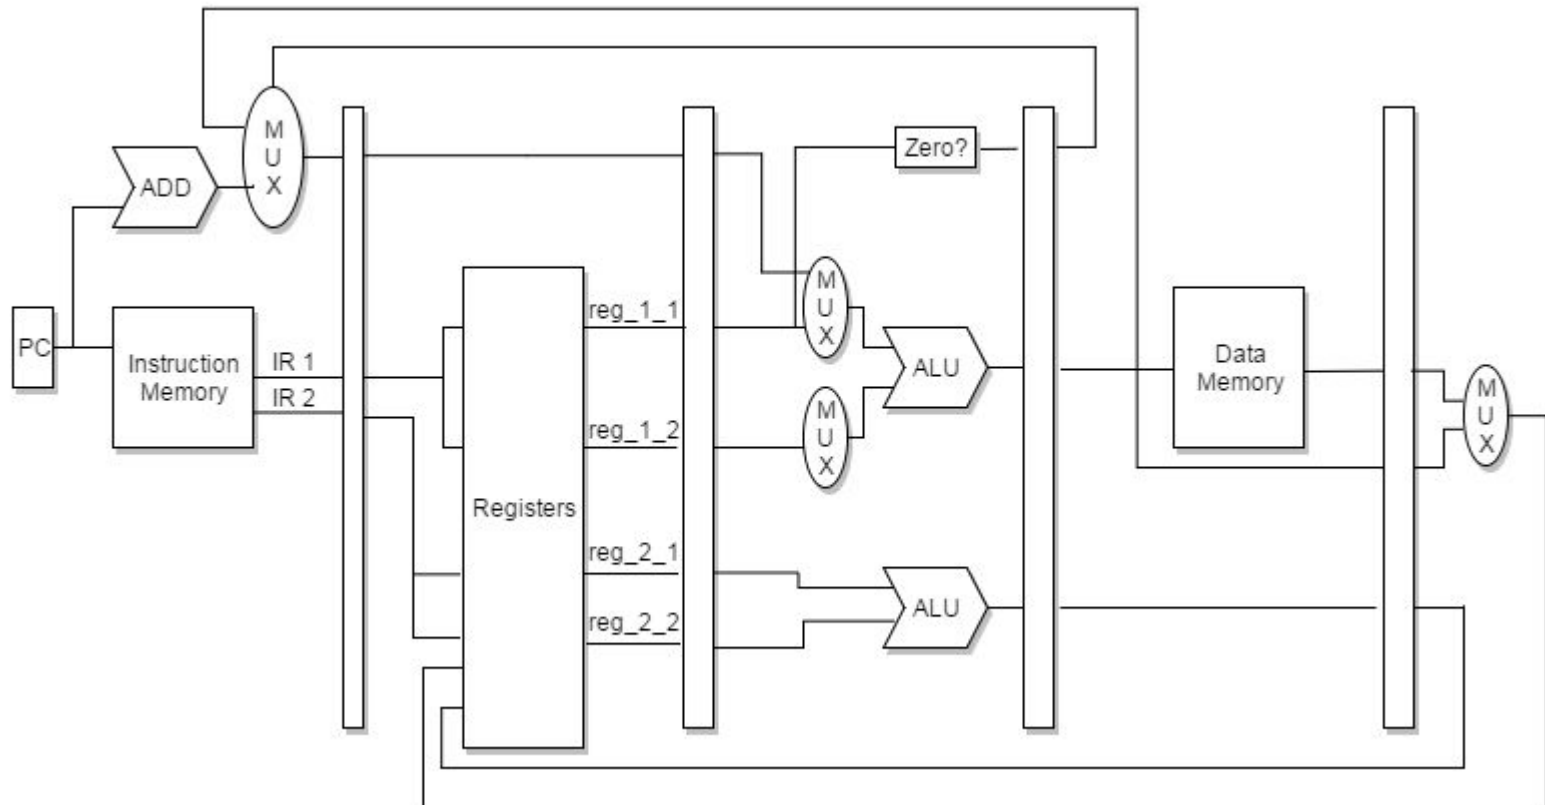 M
U
X
ADD
Zero?
PC
Instruction
Memory
IR 1
IR 2
Registers
reg_1_1
reg_1_2
reg_2_1
reg_2_2
M
U
X
M
U
X
ALU
ALU
Data
Memory
M
U
X